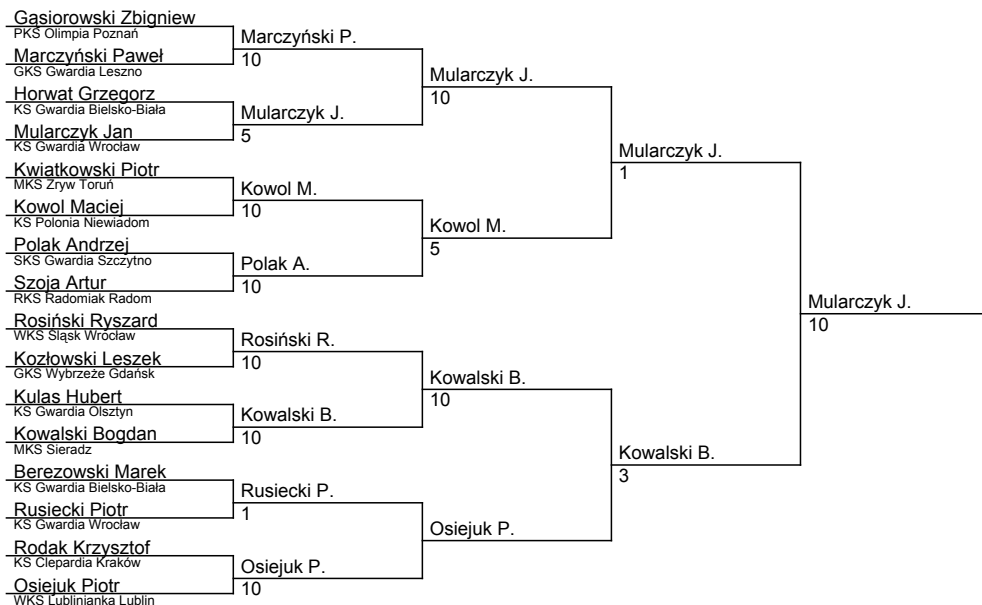 Gąsiorowski Zbigniew
PKS Olimpia Poznań
Marczyński Paweł
GKS Gwardia Leszno
Horwat Grzegorz
KS Gwardia Bielsko-Biała
Mularczyk Jan
KS Gwardia Wrocław
Kwiatkowski Piotr
MKS Zryw Toruń
Kowol Maciej
KS Polonia Niewiadom
Polak Andrzej
SKS Gwardia Szczytno
Szoja Artur
RKS Radomiak Radom
Rosiński Ryszard
WKS Śląsk Wrocław
Kozłowski Leszek
GKS Wybrzeże Gdańsk
Kulas Hubert
KS Gwardia Olsztyn
Kowalski Bogdan
MKS Sieradz
Berezowski Marek
KS Gwardia Bielsko-Biała
Rusiecki Piotr
KS Gwardia Wrocław
Rodak Krzysztof
KS Clepardia Kraków
Osiejuk Piotr
WKS Lublinianka Lublin
Marczyński P.
10
Mularczyk J.
5
Kowol M.
10
Polak A.
10
Rosiński R.
10
Kowalski B.
10
Rusiecki P.
1
Osiejuk P.
10
Mularczyk J.
10
Kowol M.
5
Kowalski B.
10
Osiejuk P.
Mularczyk J.
1
Kowalski B.
3
Mularczyk J.
10